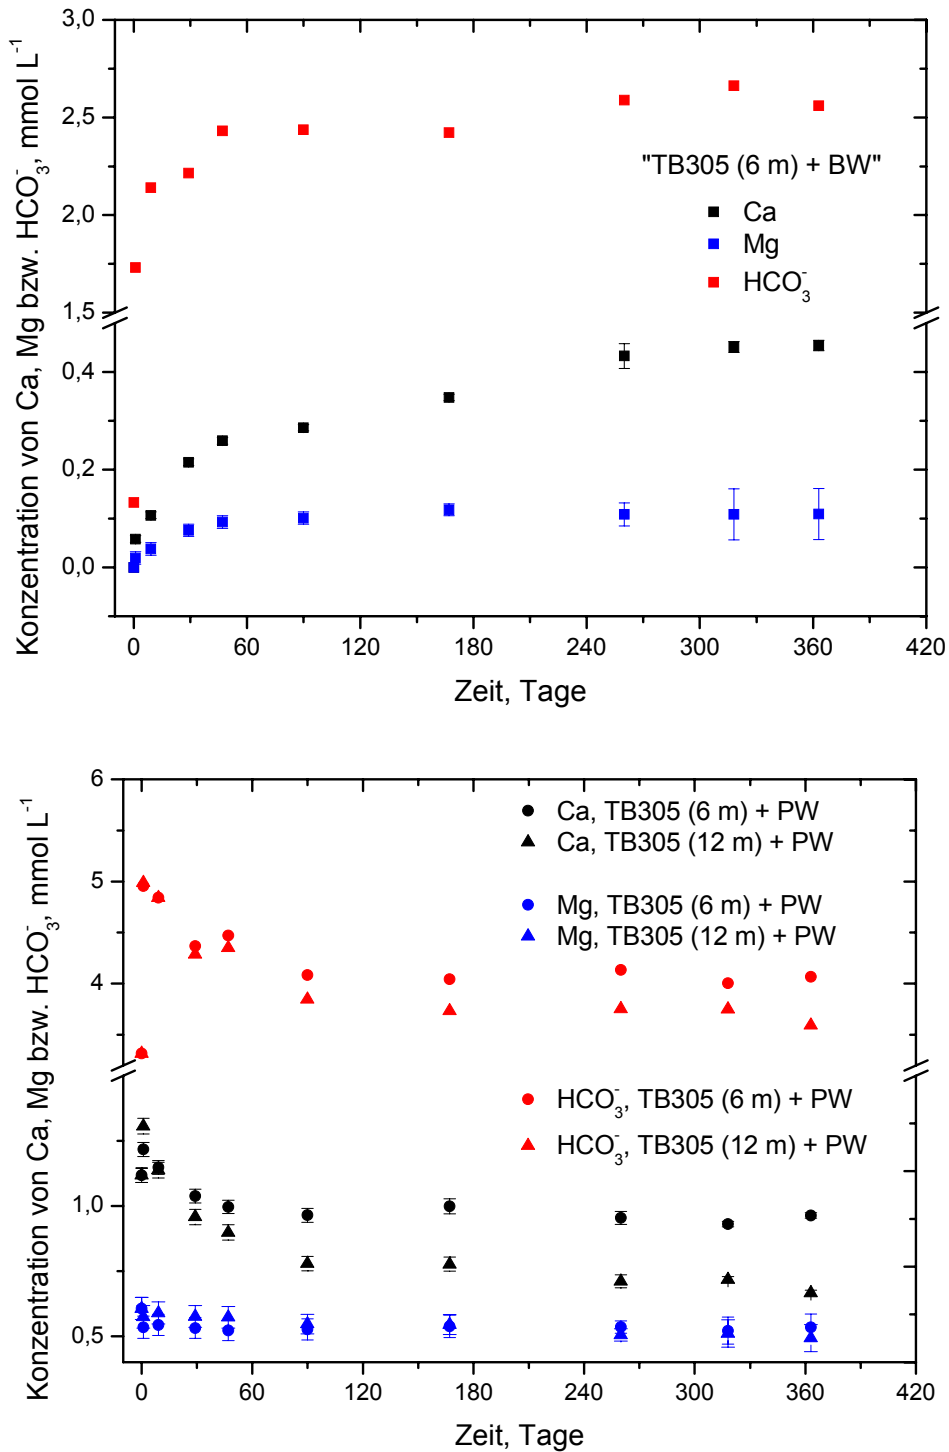 Konzentration von Ca, Mg bzw. HCO₃⁻, mmol L⁻¹
3,0
2,5
2,0
1,5
0,4
0,2
0,0
"TB305 (6 m) + BW"
Ca
Mg
HCO₃⁻
0 60 120 180 240 300 360 420
Zeit, Tage
Konzentration von Ca, Mg bzw. HCO₃⁻, mmol L⁻¹
6
5
4
1,0
0,5
Ca, TB305 (6 m) + PW
Ca, TB305 (12 m) + PW
Mg, TB305 (6 m) + PW
Mg, TB305 (12 m) + PW
HCO₃⁻, TB305 (6 m) + PW
HCO₃⁻, TB305 (12 m) + PW
0 60 120 180 240 300 360 420
Zeit, Tage